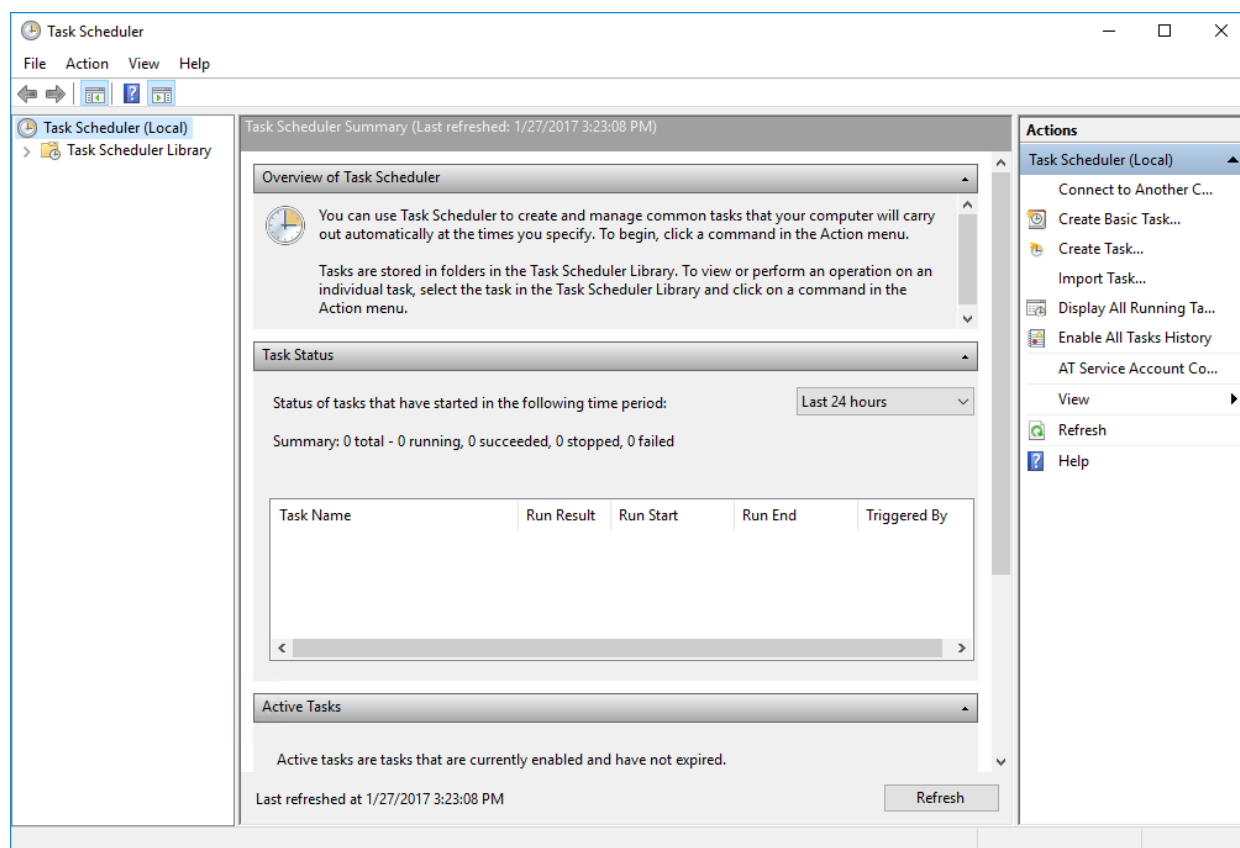 Task Scheduler
File Action View Help
Task Scheduler (Local)
Task Scheduler Library
Task Scheduler Summary (Last refreshed: 1/27/2017 3:23:08 PM)
Overview of Task Scheduler
You can use Task Scheduler to create and manage common tasks that your computer will carry
out automatically at the times you specify. To begin, click a command in the Action menu.
Tasks are stored in folders in the Task Scheduler Library. To view or perform an operation on an
individual task, select the task in the Task Scheduler Library and click on a command in the
Action menu.
Task Status
Status of tasks that have started in the following time period:
Last 24 hours
Summary: 0 total - 0 running, 0 succeeded, 0 stopped, 0 failed
Task Name Run Result Run Start Run End Triggered By
Active Tasks
Active tasks are tasks that are currently enabled and have not expired.
Last refreshed at 1/27/2017 3:23:08 PM
Refresh
Actions
Task Scheduler (Local)
Connect to Another C...
Create Basic Task...
Create Task...
Import Task...
Display All Running Ta...
Enable All Tasks History
AT Service Account Co...
View
Refresh
Help